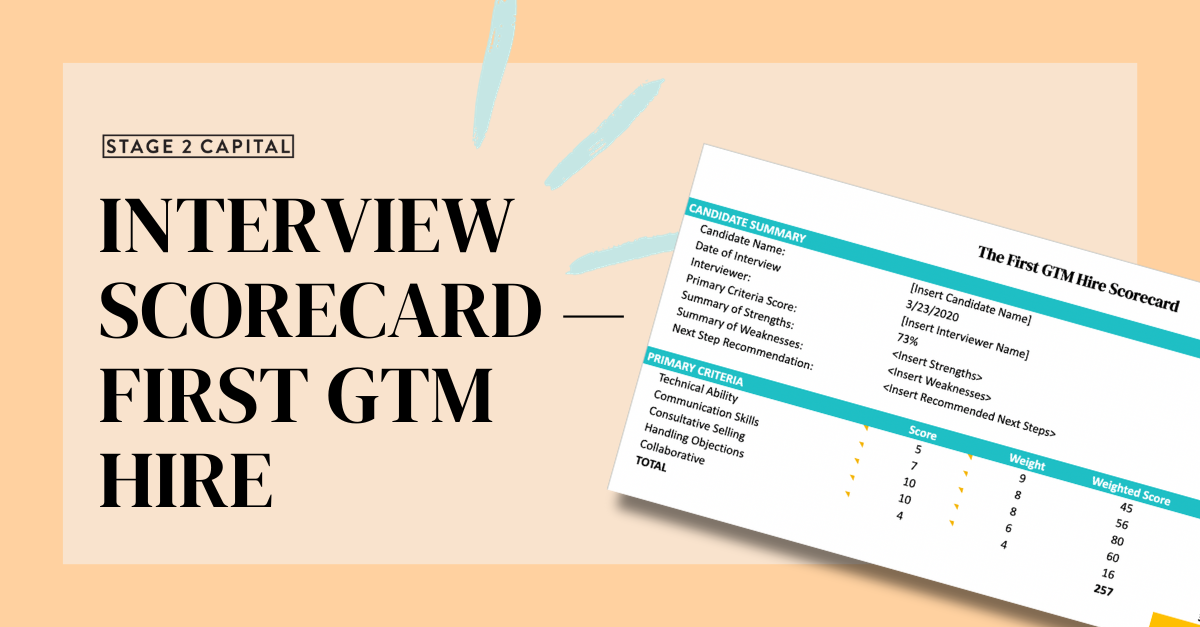 STAGE 2 CAPITAL
INTERVIEW
SCORECARD —
FIRST GTM
HIRE
The First GTM Hire Scorecard
CANDIDATE SUMMARY
Candidate Name: [Insert Candidate Name]
Date of Interview 3/23/2020
Interviewer: [Insert Interviewer Name]
Primary Criteria Score: 73%
Summary of Strengths: <Insert Strengths>
Summary of Weaknesses: <Insert Weaknesses>
Next Step Recommendation: <Insert Recommended Next Steps>
PRIMARY CRITERIA Score Weight Weighted Score
Technical Ability 5 9 45
Communication Skills 7 8 56
Consultative Selling 10 8 80
Handling Objections 10 6 60
Collaborative 4 4 16
TOTAL 257